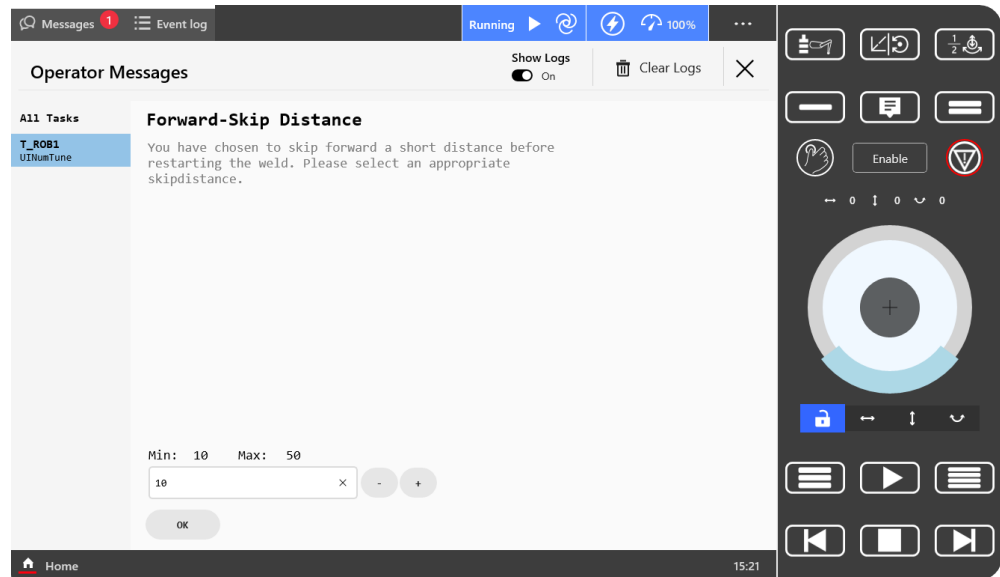 Messages 1 Event log Running 100% ...
Operator Messages Show Logs On Clear Logs
All Tasks
T_ROB1
UINumTune
Forward-Skip Distance
You have chosen to skip forward a short distance before
restarting the weld. Please select an appropriate
skipdistance.
Min: 10 Max: 50
10 - +
OK
Home 15:21
1/2
Enable
0 0 0